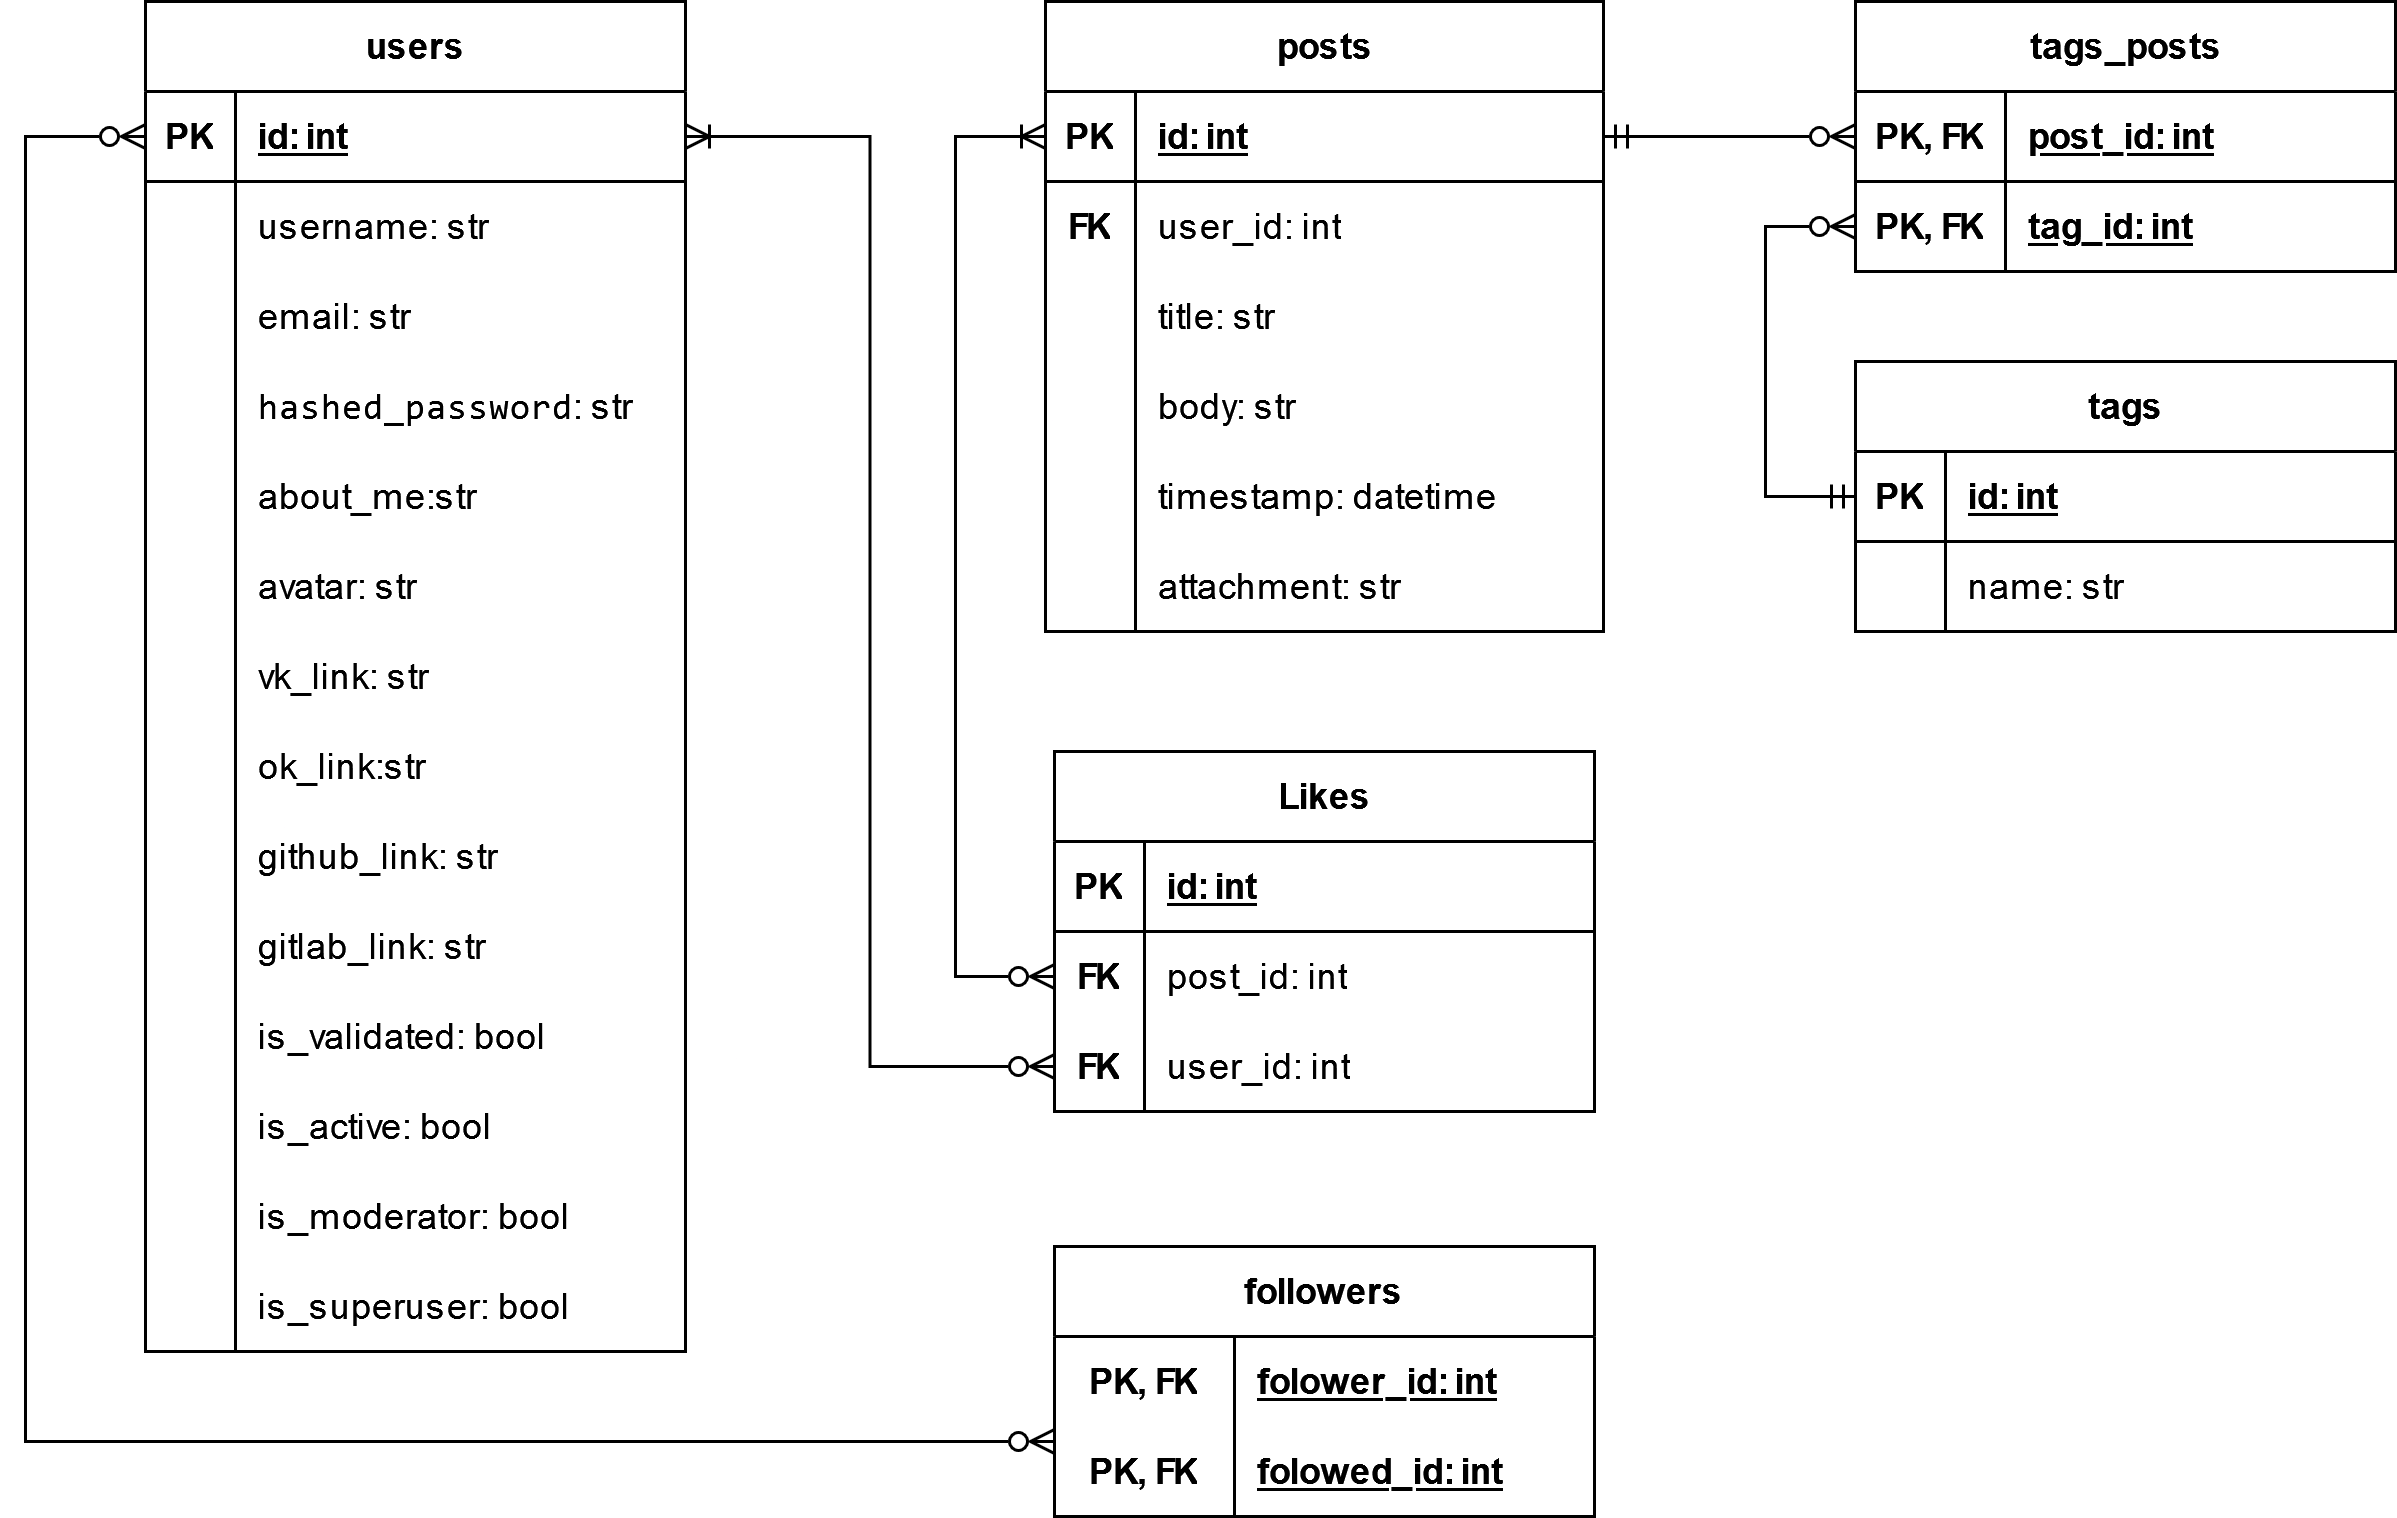 users
PK id: int
username: str
email: str
hashed_password: str
about_me:str
avatar: str
vk_link: str
ok_link:str
github_link: str
gitlab_link: str
is_validated: bool
is_active: bool
is_moderator: bool
is_superuser: bool
posts
PK id: int
FK user_id: int
title: str
body: str
timestamp: datetime
attachment: str
tags_posts
PK, FK post_id: int
PK, FK tag_id: int
tags
PK id: int
name: str
Likes
PK id: int
FK post_id: int
FK user_id: int
followers
PK, FK folower_id: int
PK, FK folowed_id: int